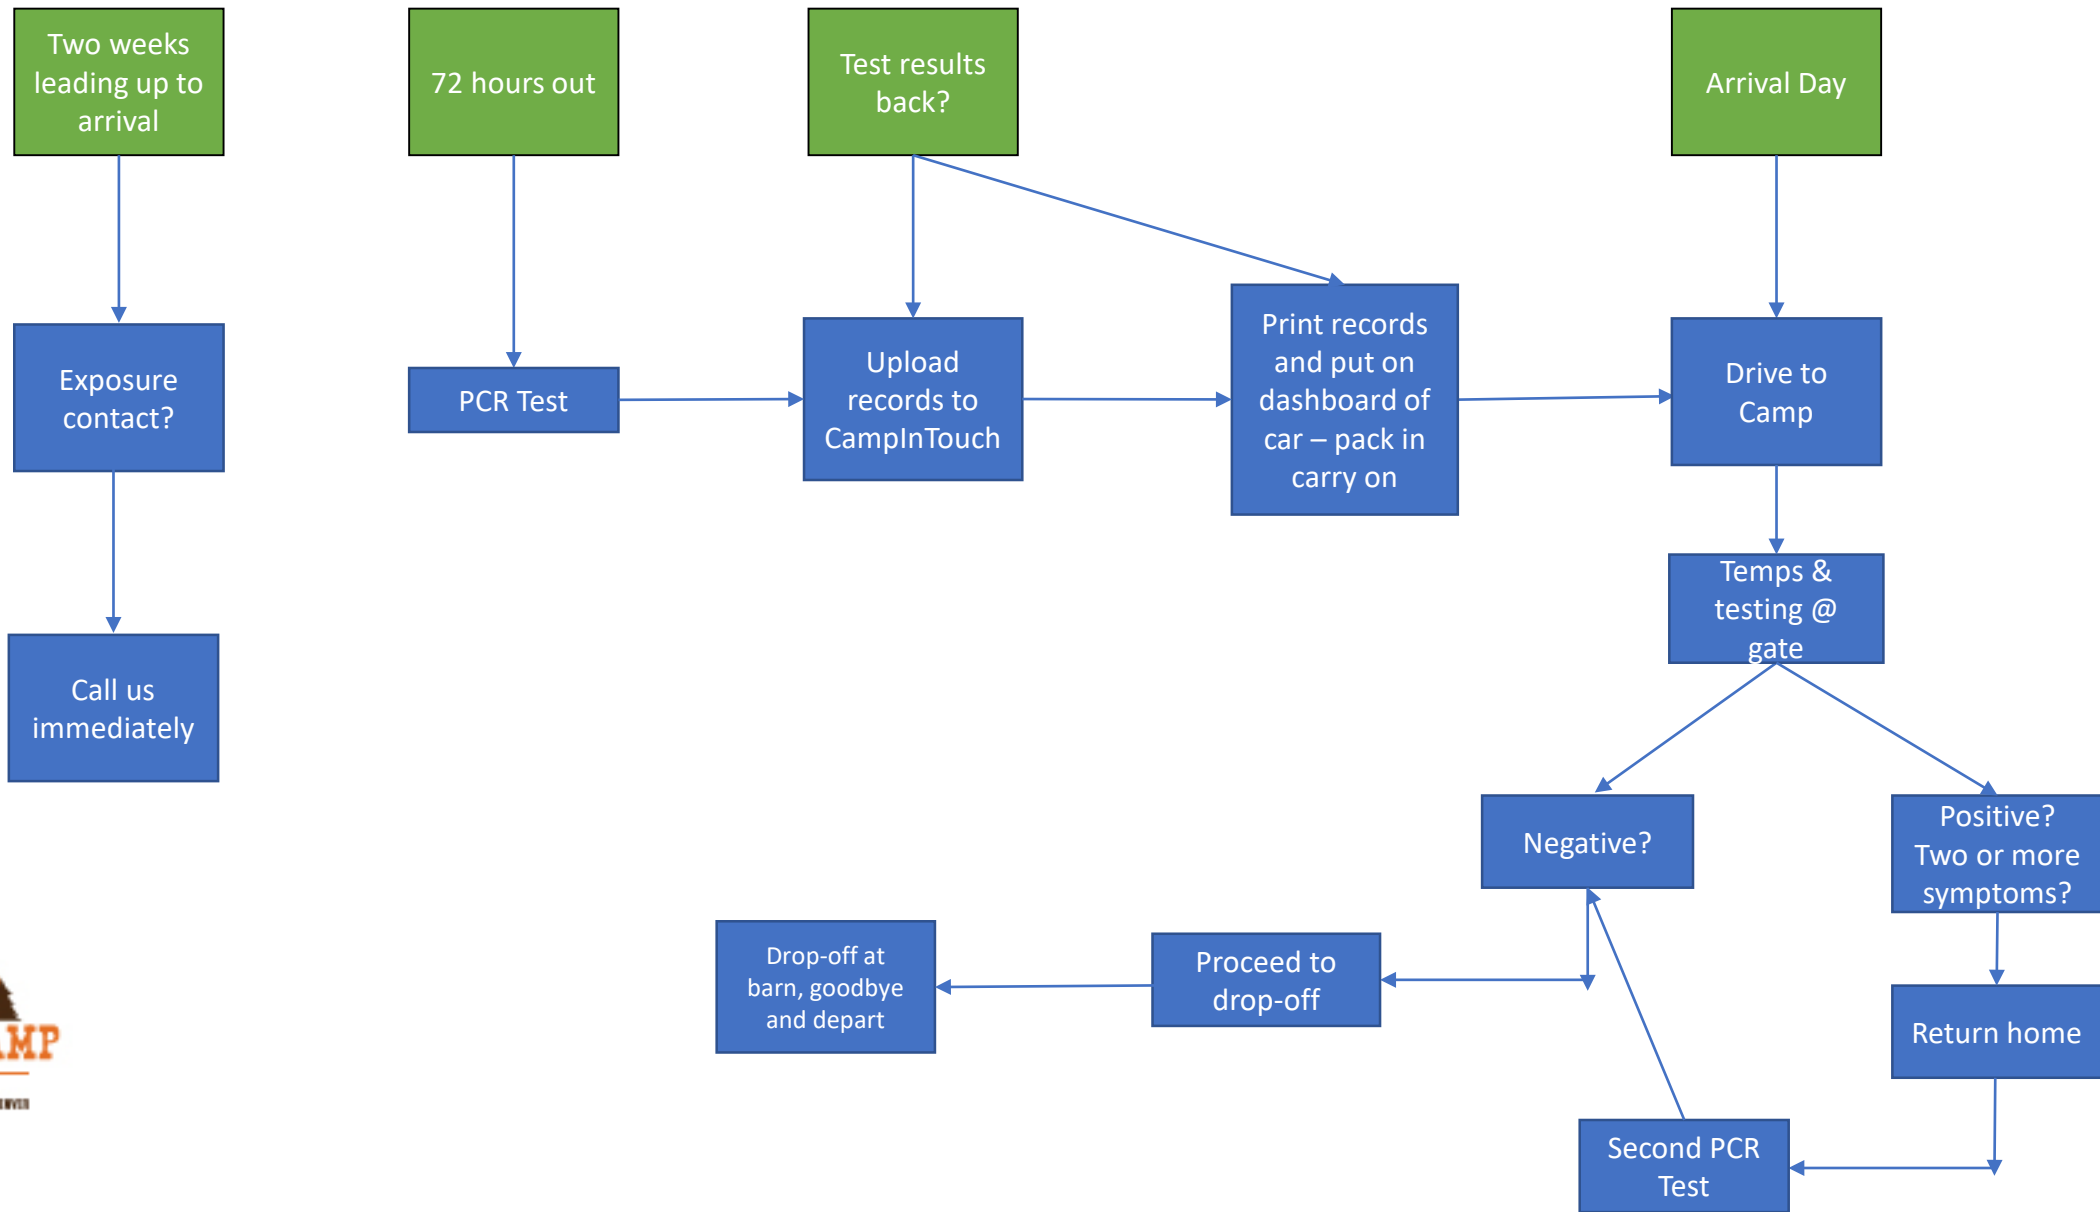 Two weeks
leading up to
arrival
72 hours out
Test results
back?
Arrival Day
Exposure
contact?
PCR Test
Upload
records to
CampInTouch
Print records
and put on
dashboard of
car – pack in
carry on
Drive to
Camp
Temps &
testing @
gate
Call us
immediately
Negative?
Positive?
Two or more
symptoms?
Drop-off at
barn, goodbye
and depart
Proceed to
drop-off
Return home
Second PCR
Test